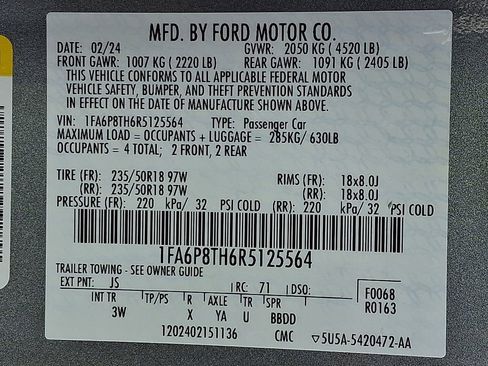 MFD. BY FORD MOTOR CO.
DATE: 02/24 GVWR: 2050 KG ( 4520 LB)
FRONT GAWR: 1007 KG ( 2220 LB) REAR GAWR: 1091 KG ( 2405 LB)
THIS VEHICLE CONFORMS TO ALL APPLICABLE FEDERAL MOTOR
VEHICLE SAFETY, BUMPER, AND THEFT PREVENTION STANDARDS
IN EFFECT ON THE DATE OF MANUFACTURE SHOWN ABOVE.
VIN: 1FA6P8TH6R5125564 TYPE: Passenger Car
MAXIMUM LOAD = OCCUPANTS + LUGGAGE = 285KG/ 630LB
OCCUPANTS = 4 TOTAL; 2 FRONT, 2 REAR
TIRE (FR): 235/50R18 97W RIMS (FR): 18x8.0J
(RR): 235/50R18 97W (RR): 18x8.0J
PRESSURE (FR): 220 kPa/ 32 PSI COLD (RR): 220 kPa/ 32 PSI COLD
1FA6P8TH6R5125564
TRAILER TOWING - SEE OWNER GUIDE
EXT PNT: JS RC: 71 DSO: F0068
INT TR TP/PS R AXLE TR SPR R0163
3W X YA U BBDD
1202402151136 CMC ▽5U5A-5420472-AA